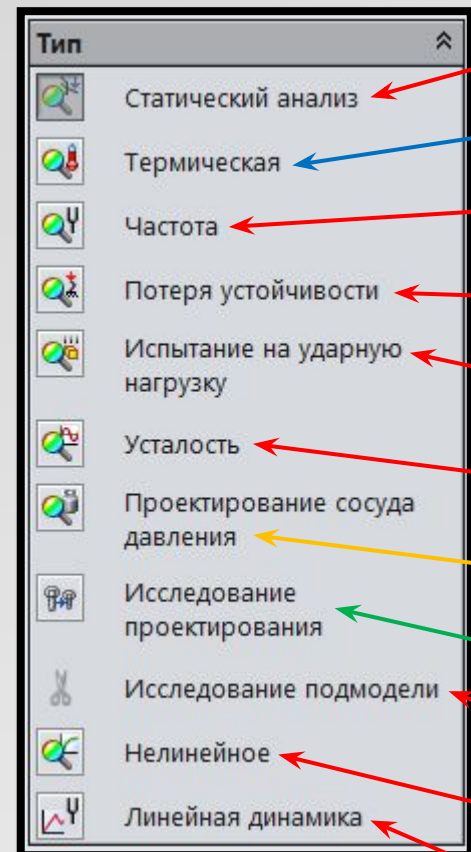 Тип
Статический анализ
Термическая
Частота
Потеря устойчивости
Испытание на ударную
нагрузку
Усталость
Проектирование сосуда
давления
Исследование
проектирования
Исследование подмодели
Нелинейное
Линейная динамика